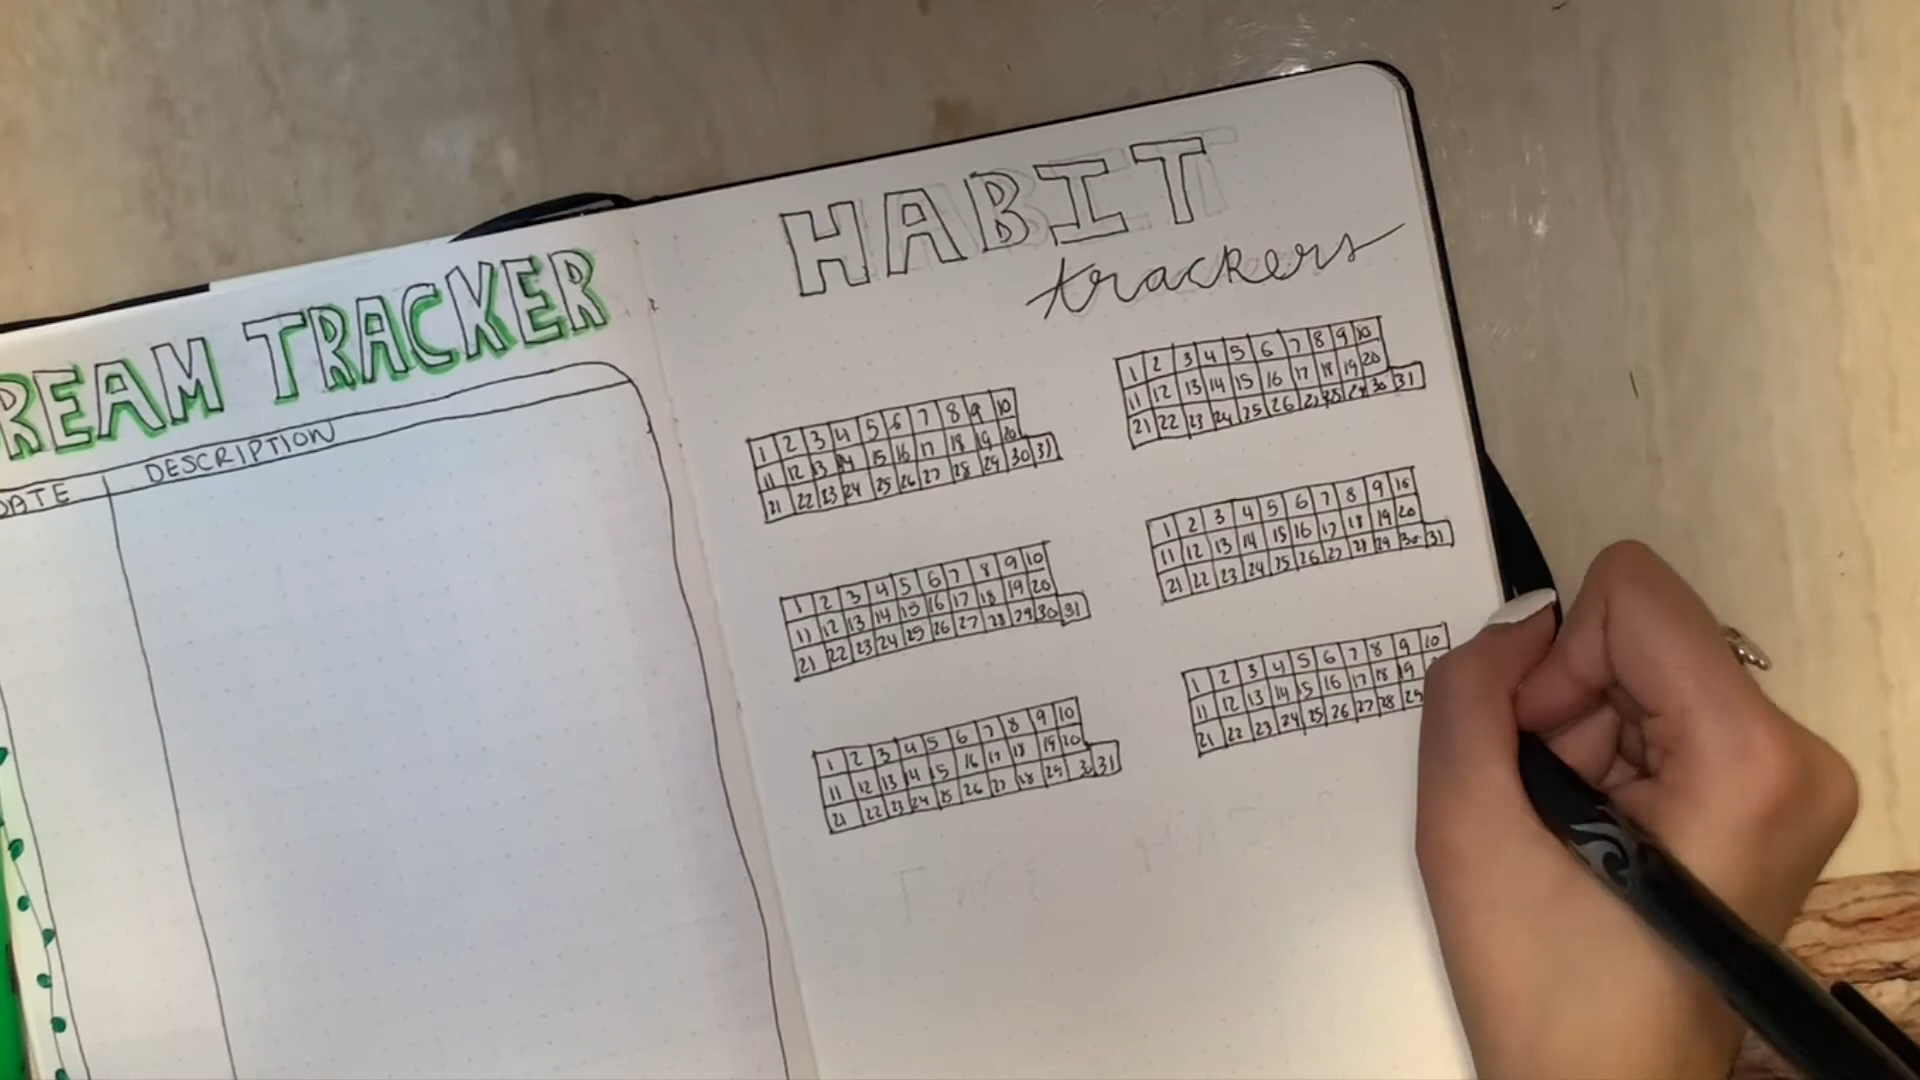 REAM TRACKER
DATE DESCRIPTION
HABIT
trackers
1 2 3 4 5 6 7 8 9 10
11 12 13 14 15 16 17 18 19 20
21 22 23 24 25 26 27 28 29 30 31
1 2 3 4 5 6 7 8 9 10
11 12 13 14 15 16 17 18 19 20
21 22 23 24 25 26 27 28 29 30 31
1 2 3 4 5 6 7 8 9 10
11 12 13 14 15 16 17 18 19 20
21 22 23 24 25 26 27 28 29 30 31
1 2 3 4 5 6 7 8 9 10
11 12 13 14 15 16 17 18 19 20
21 22 23 24 25 26 27 28 29 30 31
1 2 3 4 5 6 7 8 9 10
11 12 13 14 15 16 17 18 19 20
21 22 23 24 25 26 27 28 29 3 31
1 2 3 4 5 6 7 8 9 10
11 12 13 14 15 16 17 18 19
21 22 23 24 25 26 27 28 29